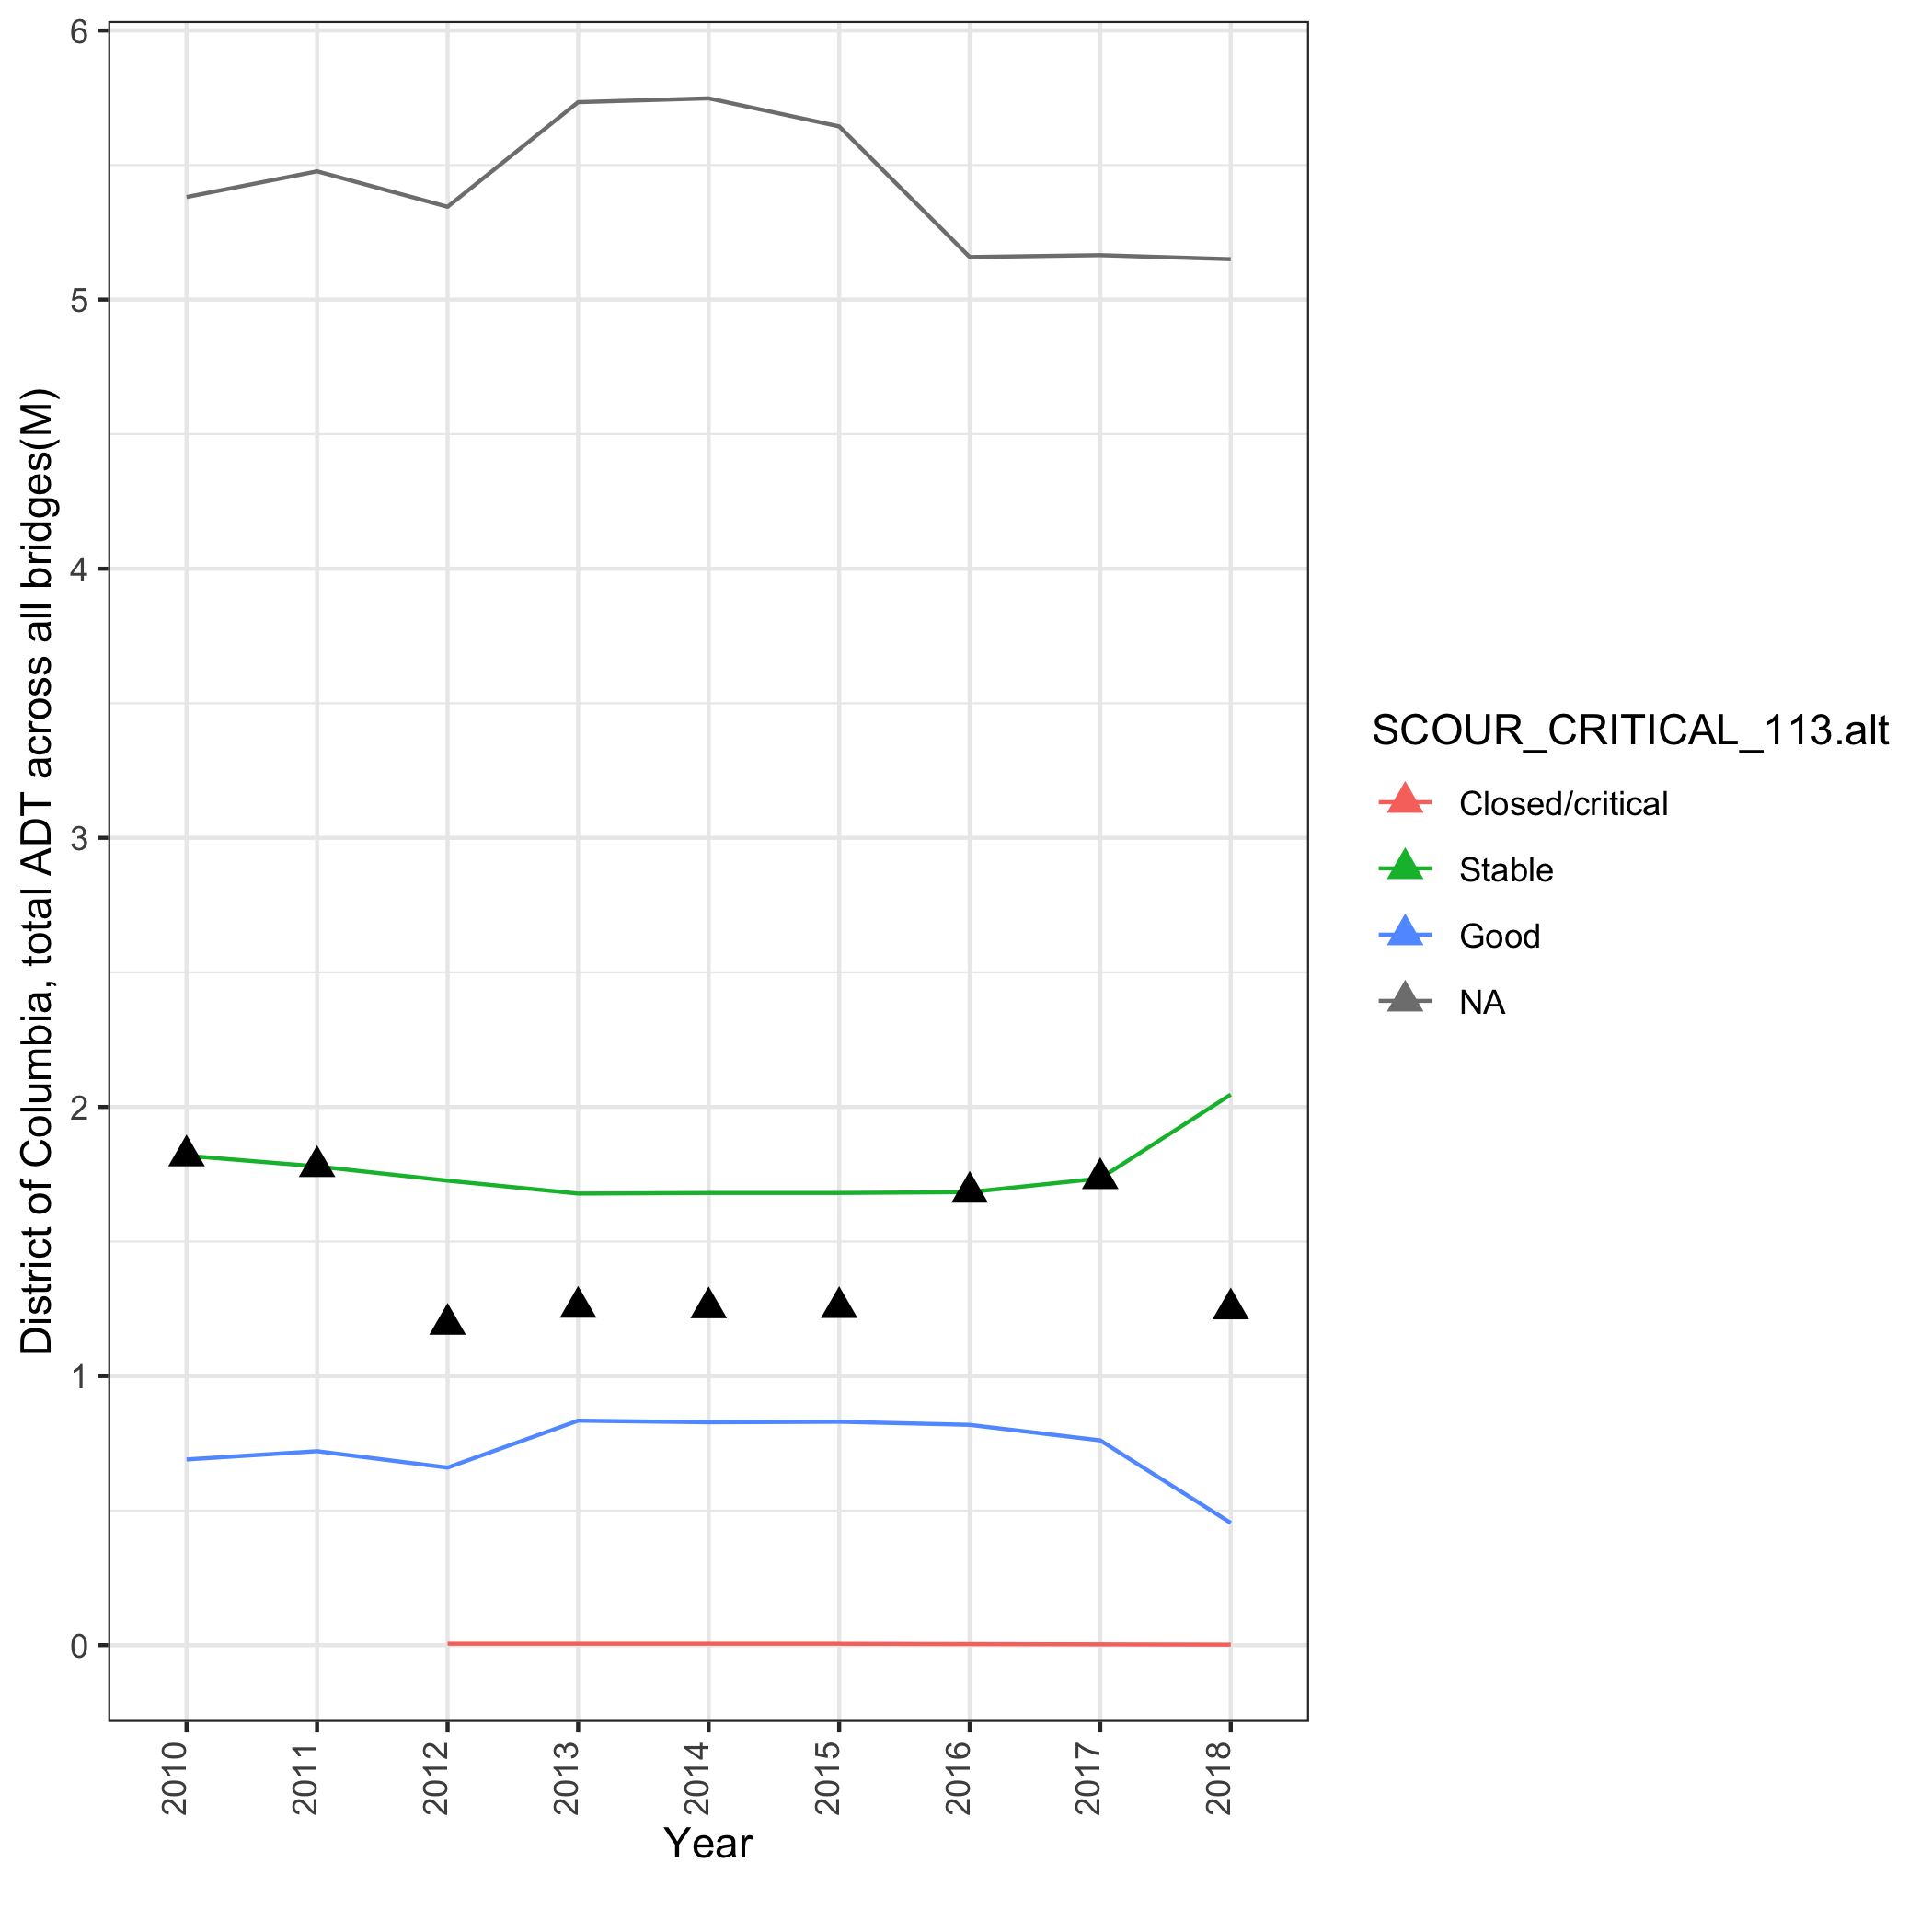 District of Columbia, total ADT across all bridges(M)
6
5
4
3
2
1
0
2010
2011
2012
2013
2014
2015
2016
2017
2018
Year
SCOUR_CRITICAL_113.alt
Closed/critical
Stable
Good
NA